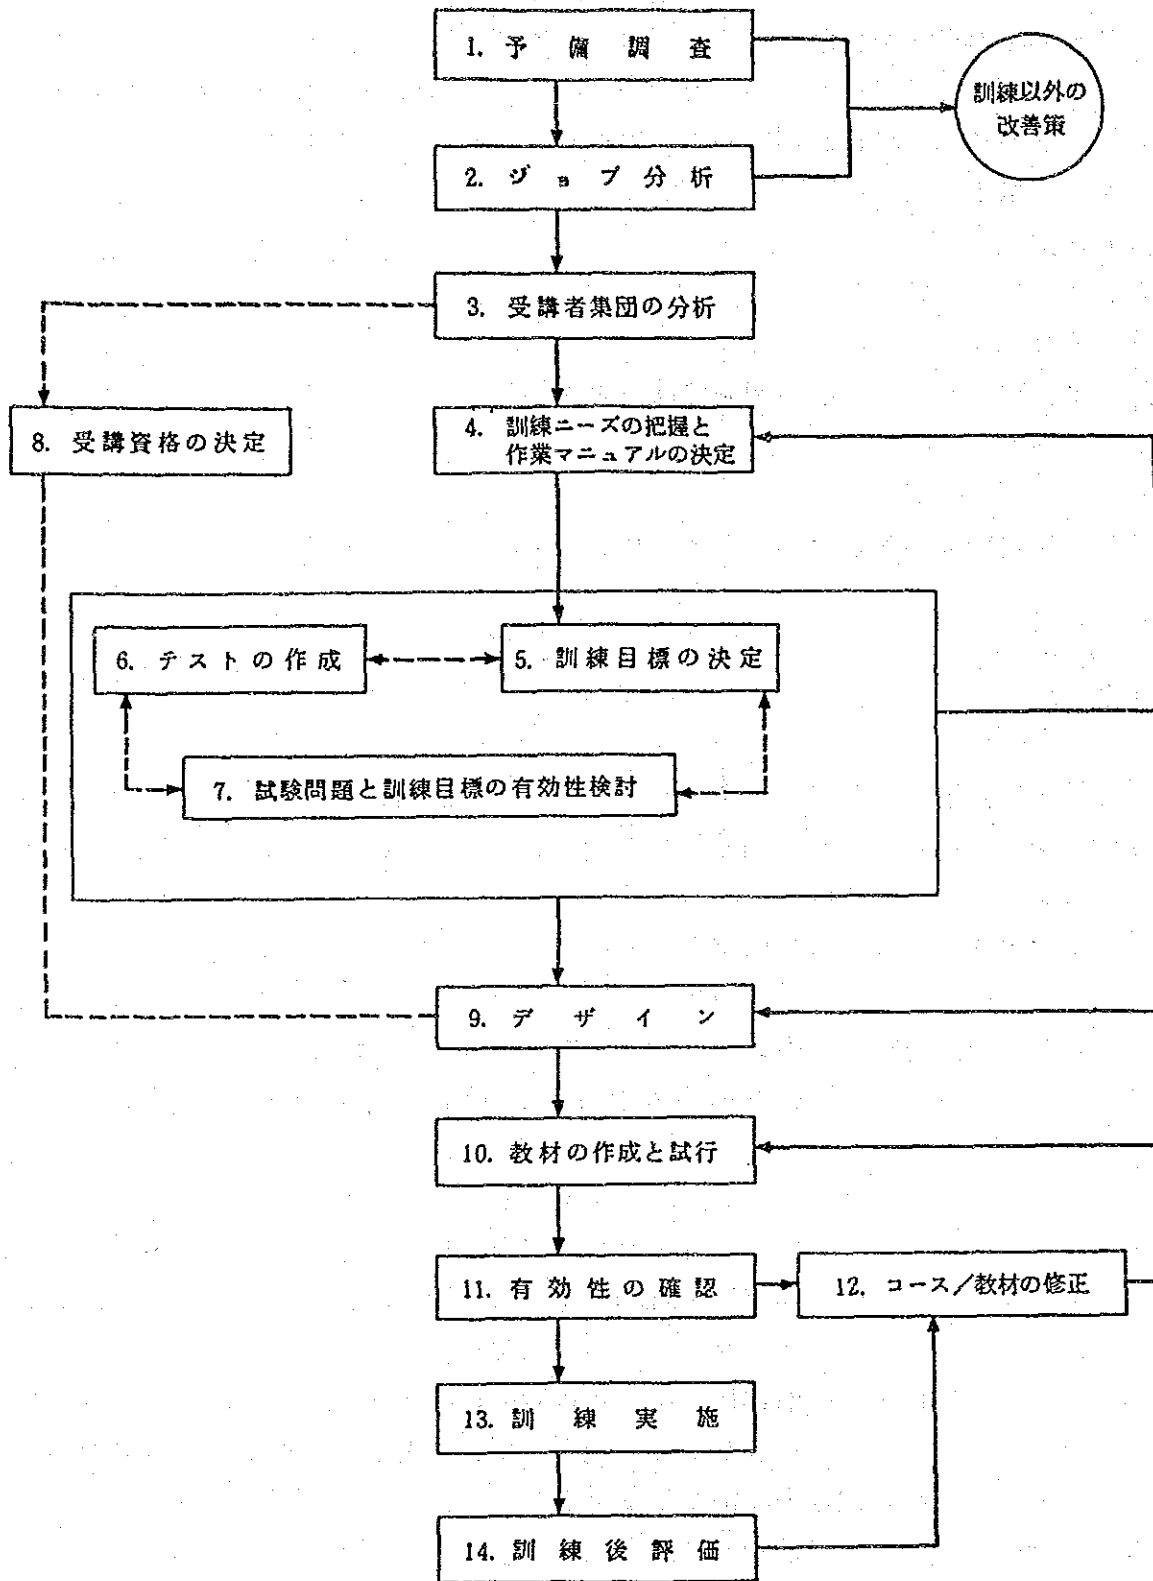 1. 予備調査
訓練以外の
改善策
2. ジョブ分析
3. 受講者集団の分析
8. 受講資格の決定
4. 訓練ニーズの把握と
作業マニュアルの決定
6. テストの作成
5. 訓練目標の決定
7. 試験問題と訓練目標の有効性検討
9. デザイン
10. 教材の作成と試行
11. 有効性の確認
12. コース/教材の修正
13. 訓練実施
14. 訓練後評価